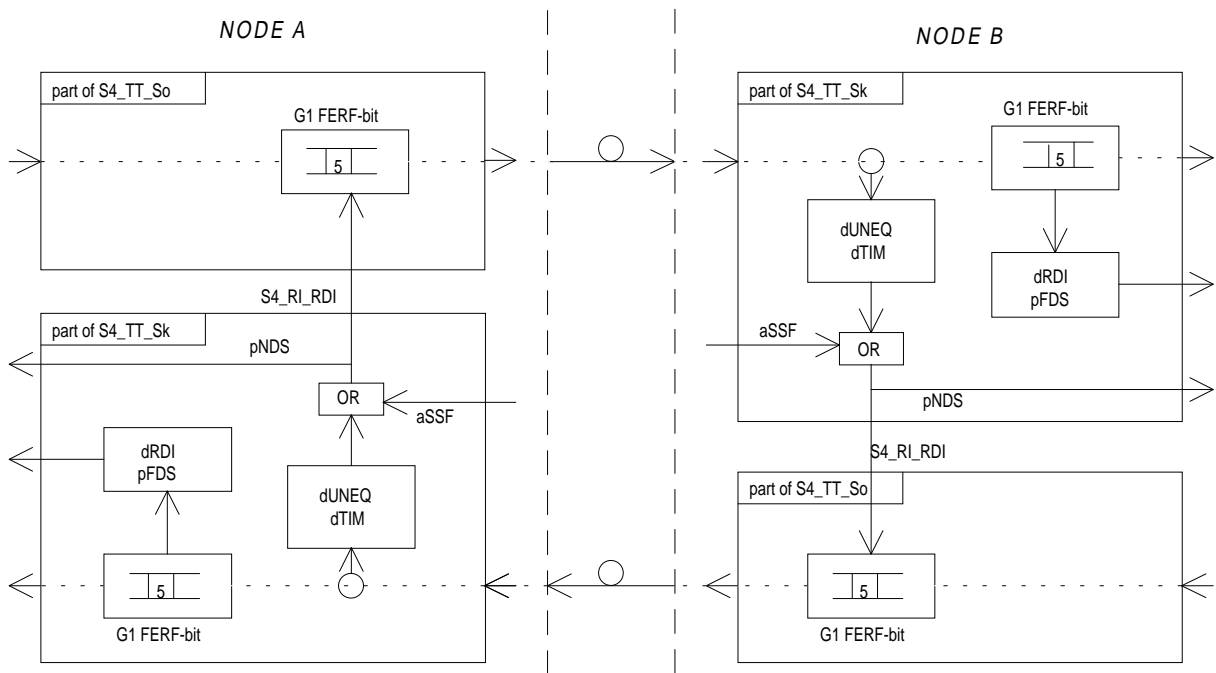 NODE A
part of S4_TT_So
G1 FERF-bit
5
S4_RI_RDI
part of S4_TT_Sk
pNDS
OR
aSSF
dRDI
pFDS
dUNEQ
dTIM
5
G1 FERF-bit
NODE B
part of S4_TT_Sk
G1 FERF-bit
5
dUNEQ
dTIM
dRDI
pFDS
aSSF
OR
pNDS
S4_RI_RDI
part of S4_TT_So
5
G1 FERF-bit